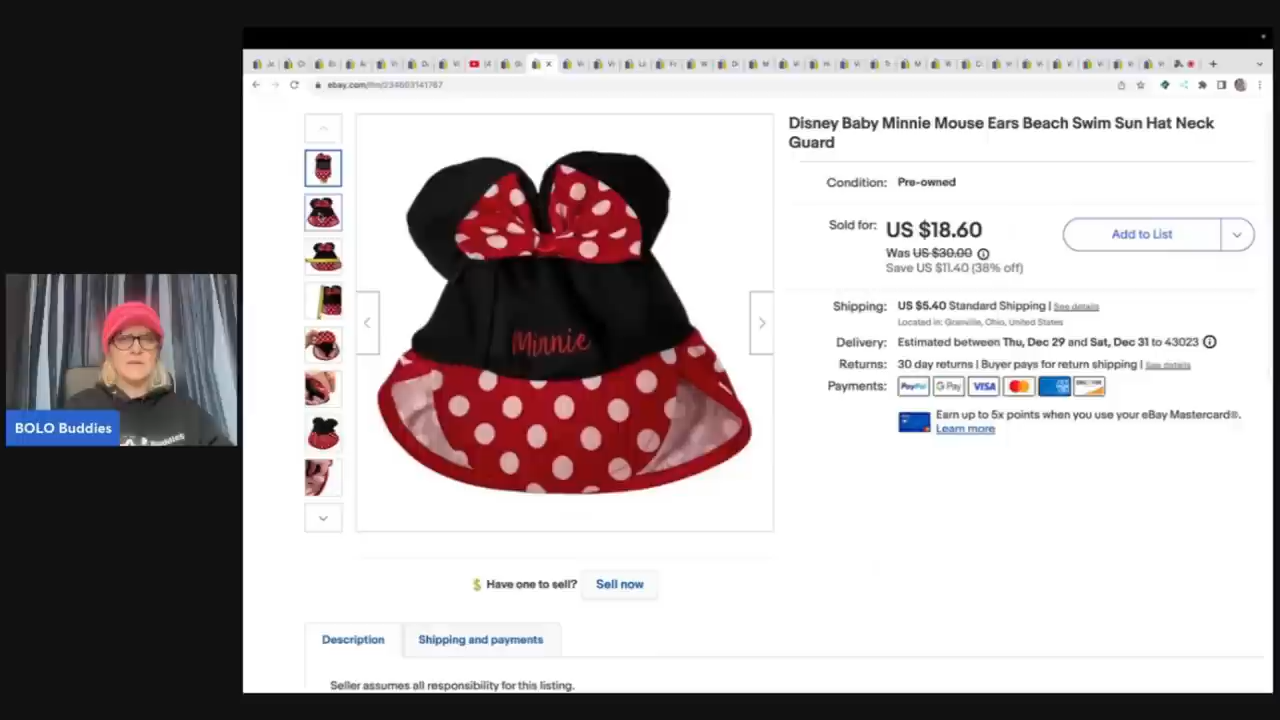 ebay.com/itm/234603141767
Disney Baby Minnie Mouse Ears Beach Swim Sun Hat Neck
Guard
Condition: Pre-owned
Sold for: US $18.60
Add to List
Was US $30.00
Save US $11.40 (38% off)
Shipping: US $5.40 Standard Shipping | See details
Located in: Granville, Ohio, United States
Delivery: Estimated between Thu, Dec 29 and Sat, Dec 31 to 43023
Returns: 30 day returns | Buyer pays for return shipping | See details
Payments: PayPal G Pay VISA
Earn up to 5x points when you use your eBay Mastercard®.
Learn more
Minnie
BOLO Buddies
$ Have one to sell? Sell now
Description
Shipping and payments
Seller assumes all responsibility for this listing.